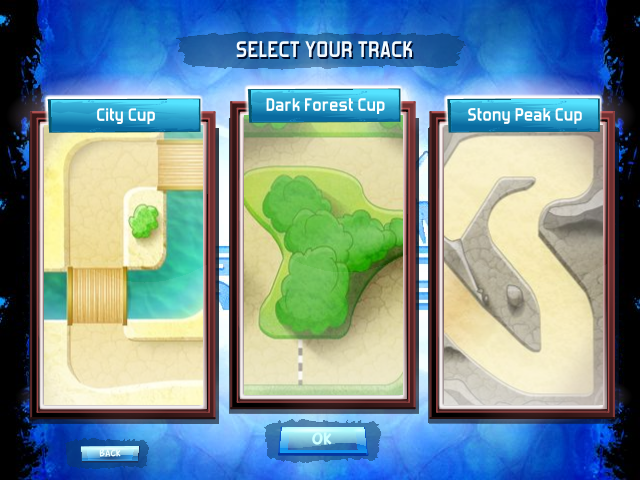 SELECT YOUR TRACK
City Cup
Dark Forest Cup
Stony Peak Cup
OK
BACK